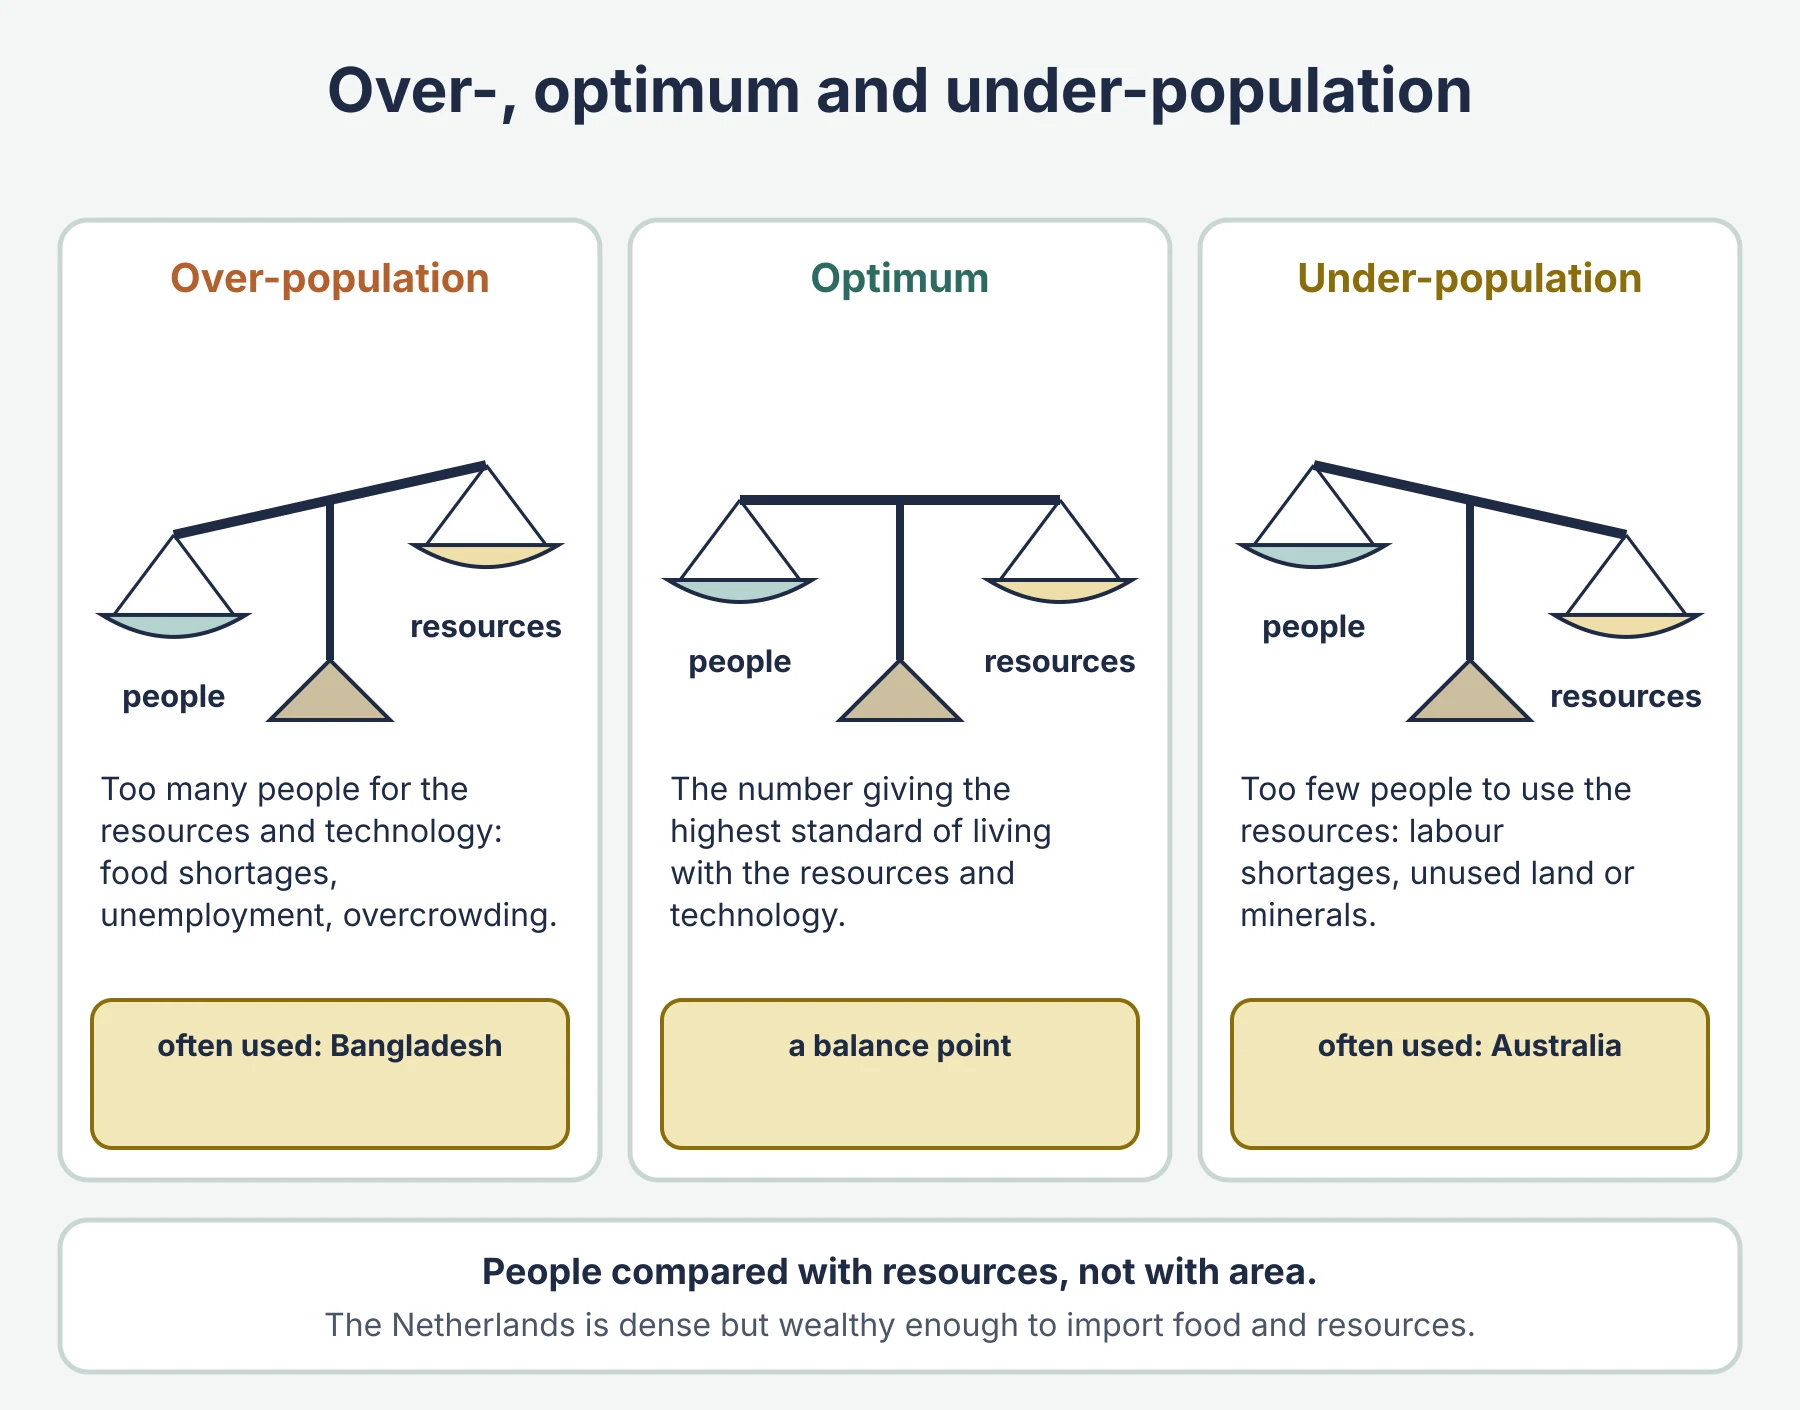 Over-, optimum and under-population
Over-population
resources
people
Too many people for the
resources and technology:
food shortages,
unemployment, overcrowding.
often used: Bangladesh
Optimum
people
resources
The number giving the
highest standard of living
with the resources and
technology.
a balance point
Under-population
people
resources
Too few people to use the
resources: labour
shortages, unused land or
minerals.
often used: Australia
People compared with resources, not with area.
The Netherlands is dense but wealthy enough to import food and resources.